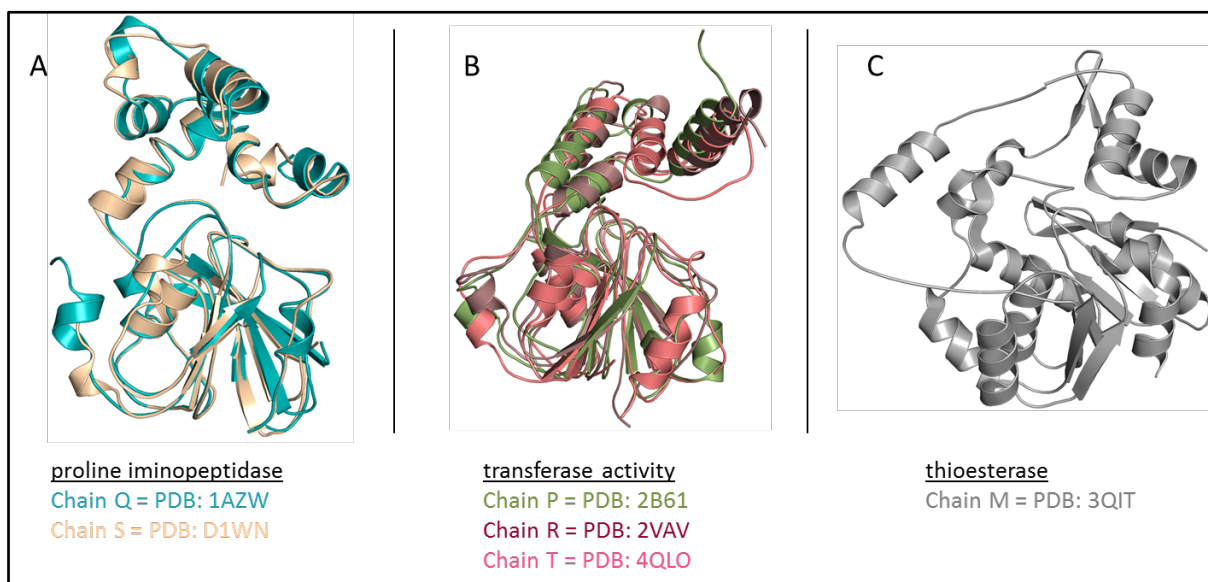 A
B
C
proline iminopeptidase
Chain Q = PDB: 1AZW
Chain S = PDB: D1WN
transferase activity
Chain P = PDB: 2B61
Chain R = PDB: 2VAV
Chain T = PDB: 4QLO
thioesterase
Chain M = PDB: 3QIT